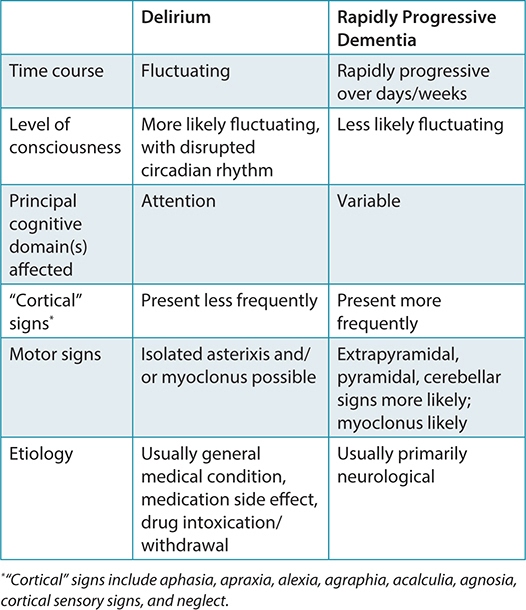 Delirium
Rapidly Progressive
Dementia
Time course
Fluctuating
Rapidly progressive
over days/weeks
Level of
consciousness
More likely fluctuating,
with disrupted
circadian rhythm
Less likely fluctuating
Principal
cognitive
domain(s)
affected
Attention
Variable
“Cortical”
signs*
Present less frequently
Present more
frequently
Motor signs
Isolated asterixis and/
or myoclonus possible
Extrapyramidal,
pyramidal, cerebellar
signs more likely;
myoclonus likely
Etiology
Usually general
medical condition,
medication side effect,
drug intoxication/
withdrawal
Usually primarily
neurological
*“Cortical” signs include aphasia, apraxia, alexia, agraphia, acalculia, agnosia,
cortical sensory signs, and neglect.